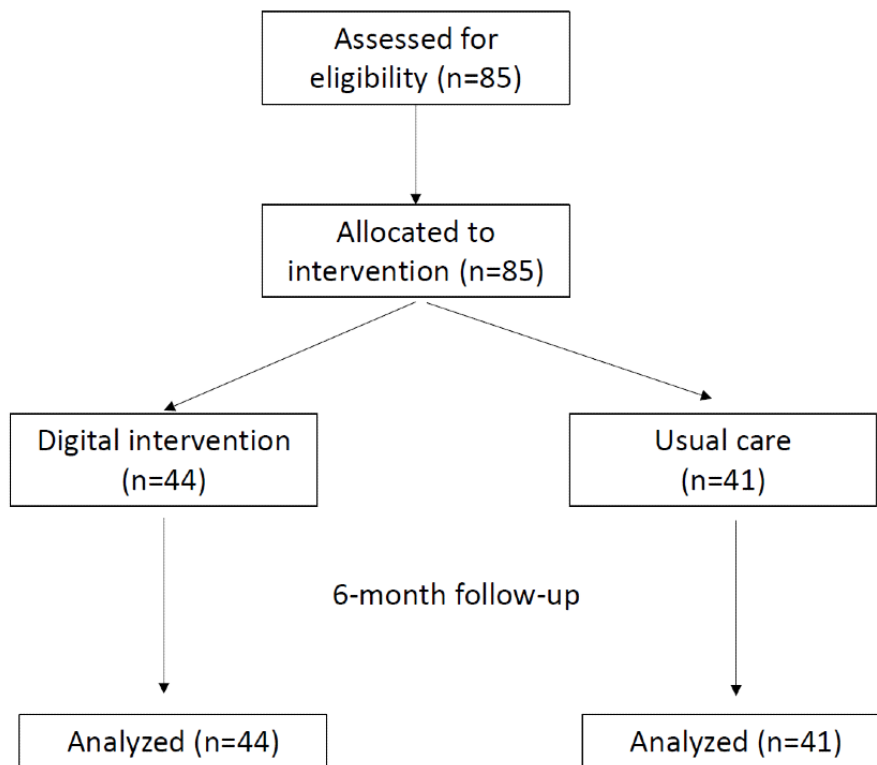 Assessed for
eligibility (n=85)
Allocated to
intervention (n=85)
Digital intervention
(n=44)
Usual care
(n=41)
6-month follow-up
Analyzed (n=44)
Analyzed (n=41)